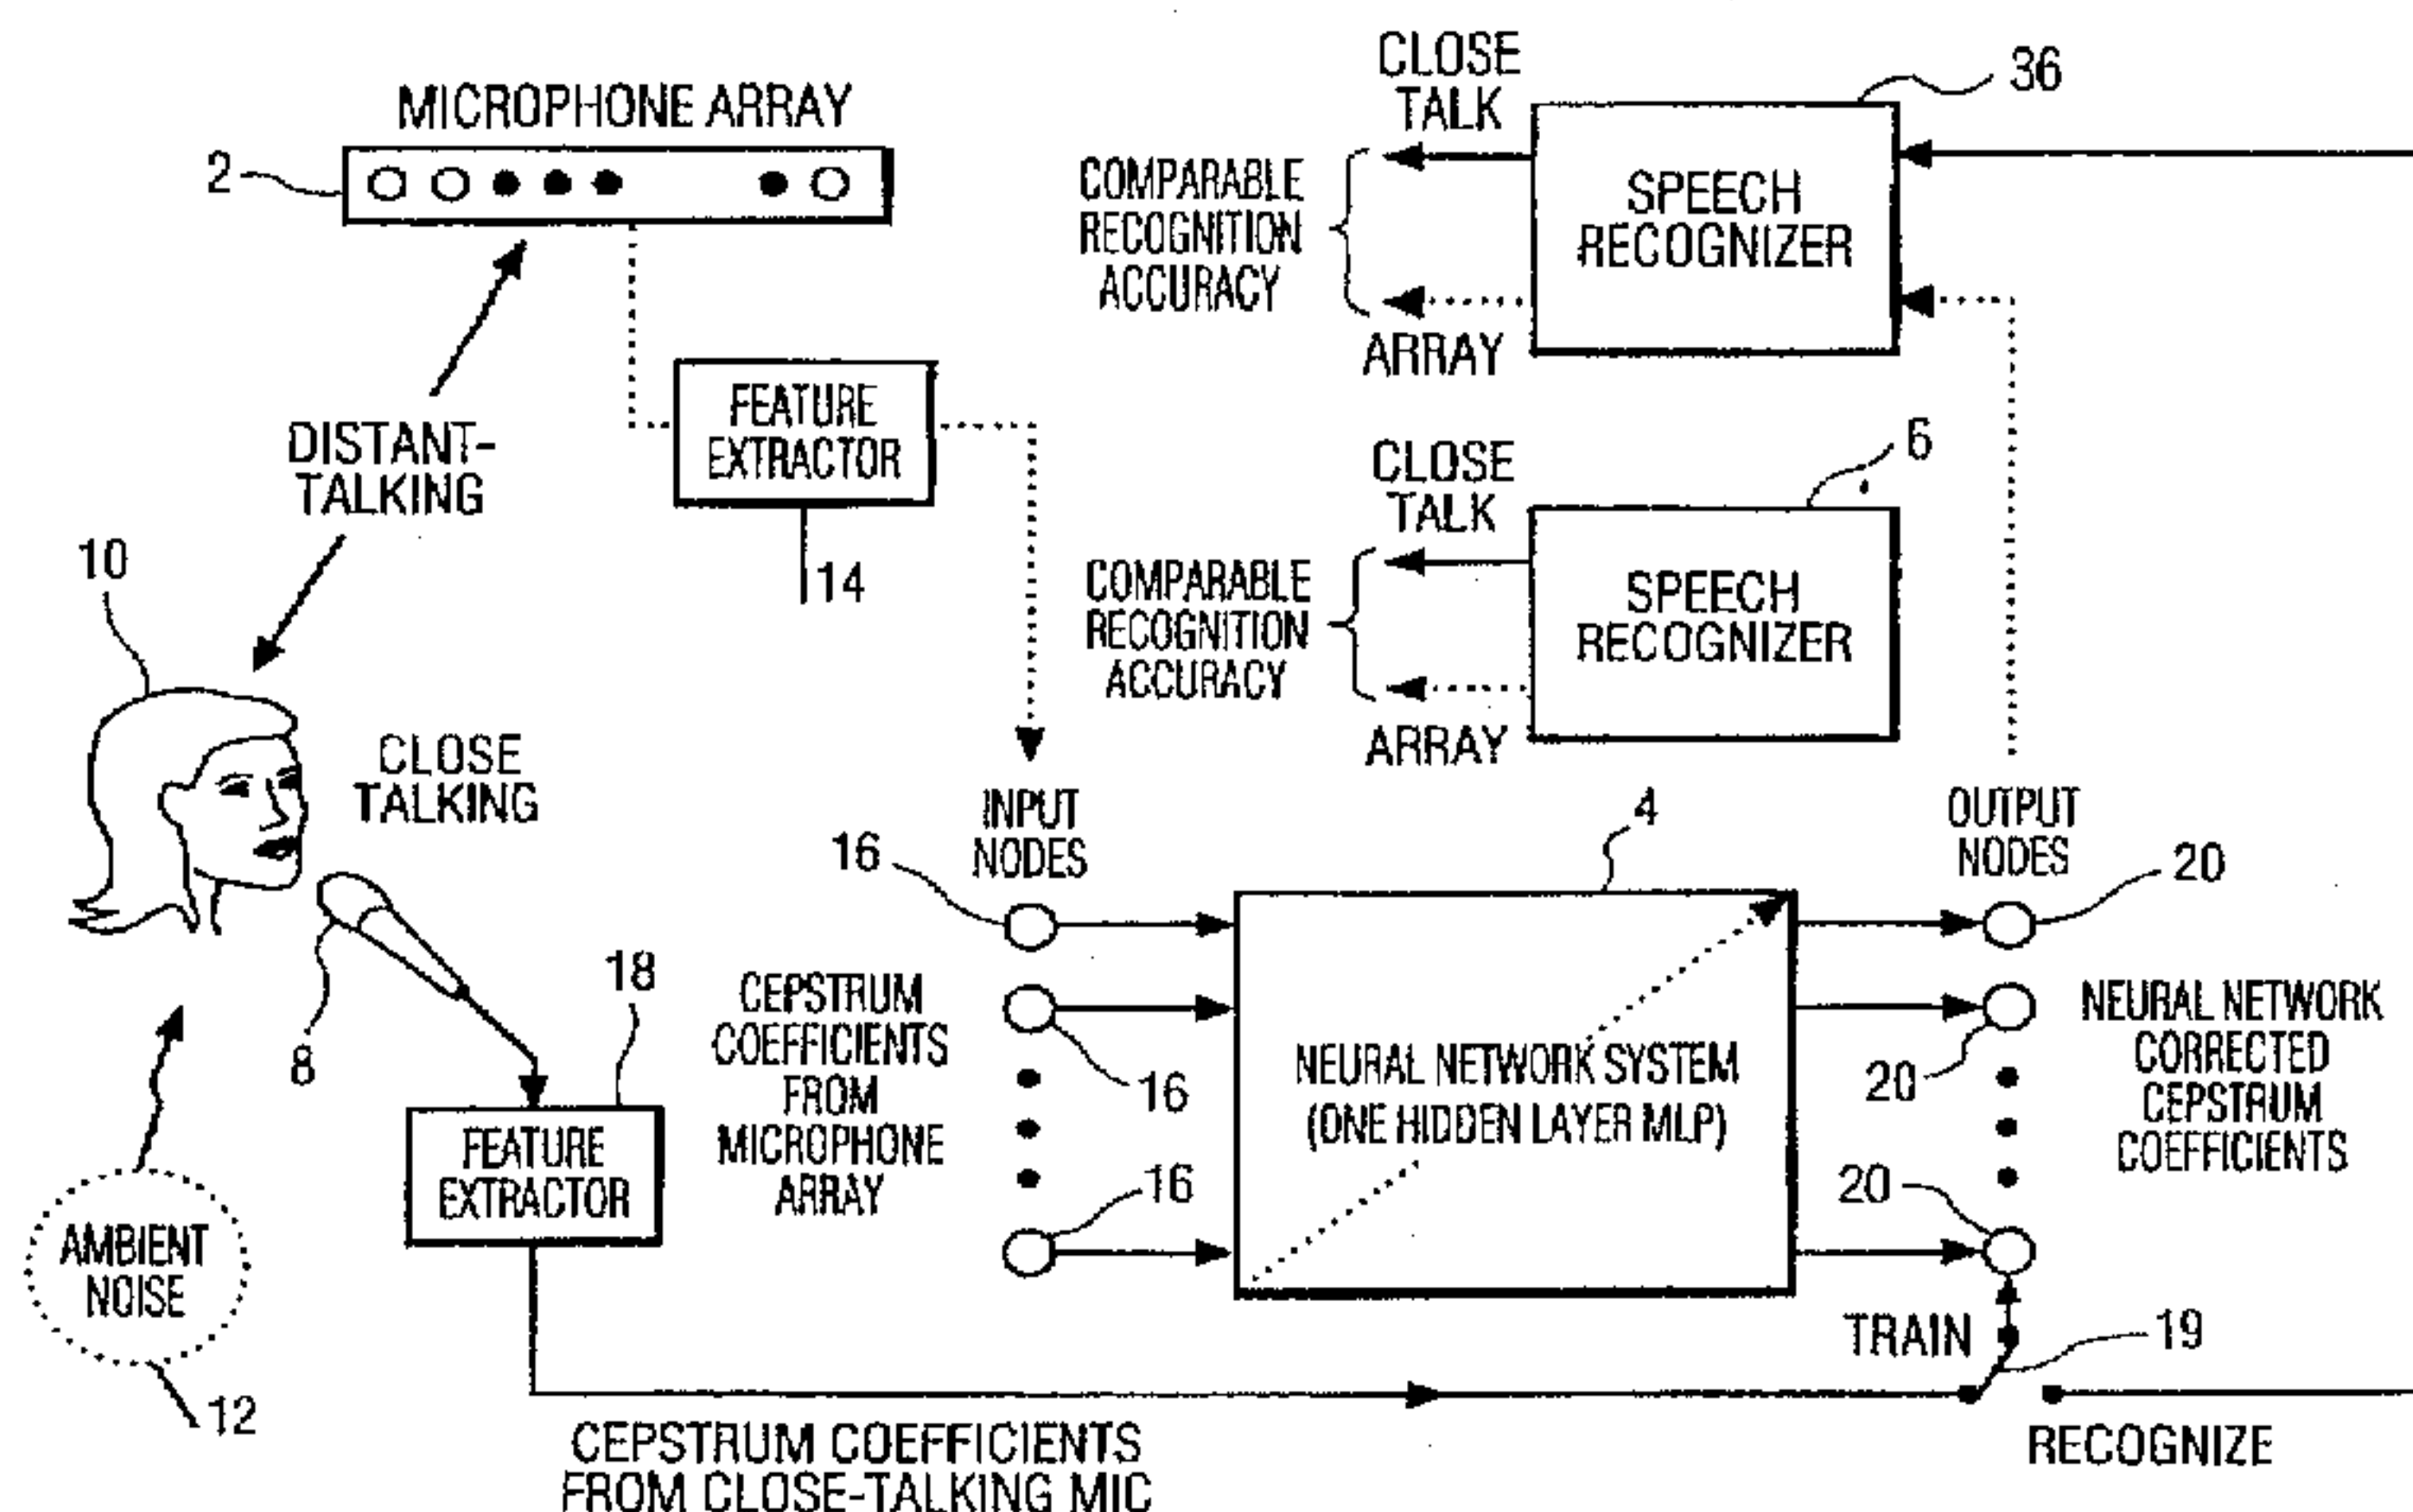 MICROPHONE ARRAY
2
DISTANT-
TALKING
FEATURE
EXTRACTOR
14
10
CLOSE
TALKING
8
18
FEATURE
EXTRACTOR
AMBIENT
NOISE
12
CLOSE
TALK
COMPARABLE
RECOGNITION
ACCURACY
ARRAY
SPEECH
RECOGNIZER
36
CLOSE
TALK
COMPARABLE
RECOGNITION
ACCURACY
ARRAY
SPEECH
RECOGNIZER
6
INPUT
NODES
16
16
16
CEPSTRUM
COEFFICIENTS
FROM
MICROPHONE
ARRAY
4
NEURAL NETWORK SYSTEM
(ONE HIDDEN LAYER MLP)
OUTPUT
NODES
20
20
20
NEURAL NETWORK
CORRECTED
CEPSTRUM
COEFFICIENTS
TRAIN
19
RECOGNIZE
CEPSTRUM COEFFICIENTS
FROM CLOSE-TALKING MIC